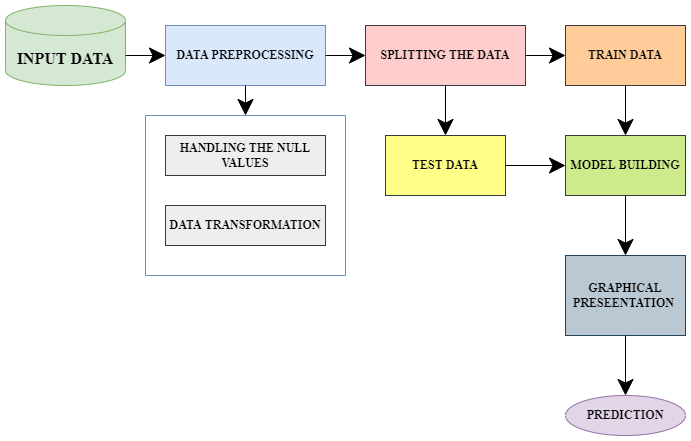 INPUT DATA
DATA PREPROCESSING
SPLITTING THE DATA
TRAIN DATA
HANDLING THE NULL
VALUES
DATA TRANSFORMATION
TEST DATA
MODEL BUILDING
GRAPHICAL
PRESEENTATION
PREDICTION